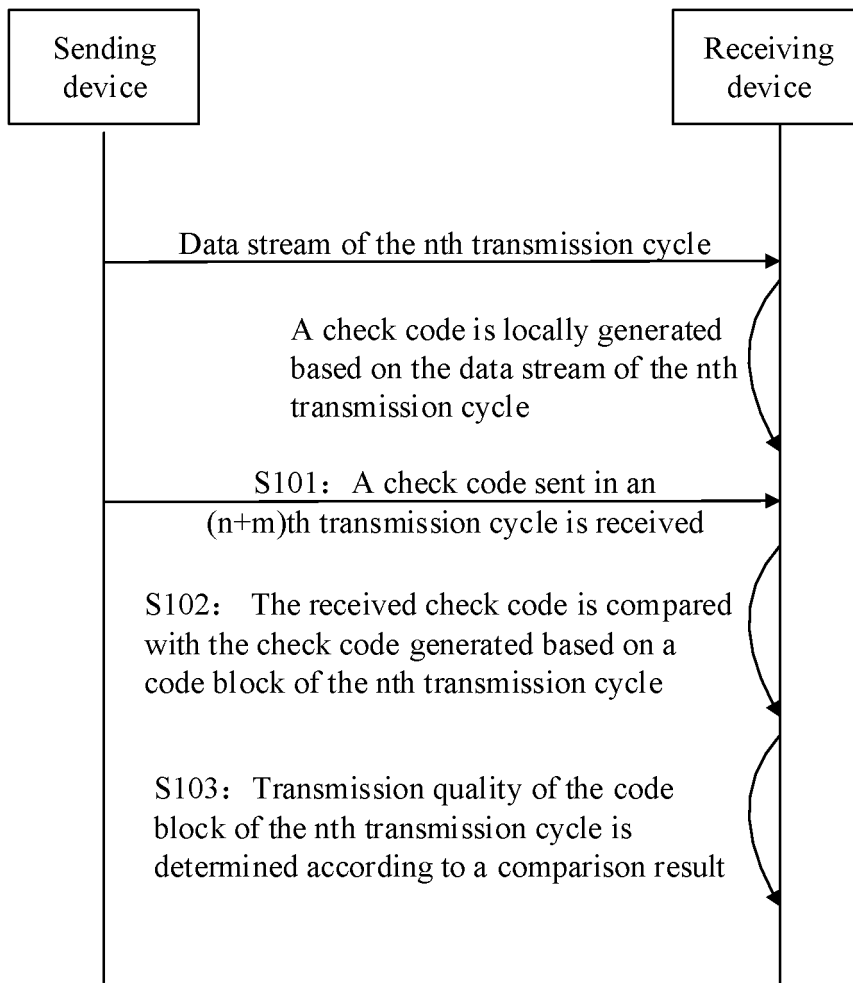 Sending
device
Receiving
device
Data stream of the nth transmission cycle
A check code is locally generated
based on the data stream of the nth
transmission cycle
S101：A check code sent in an
(n+m)th transmission cycle is received
S102： The received check code is compared
with the check code generated based on a
code block of the nth transmission cycle
S103：Transmission quality of the code
block of the nth transmission cycle is
determined according to a comparison result